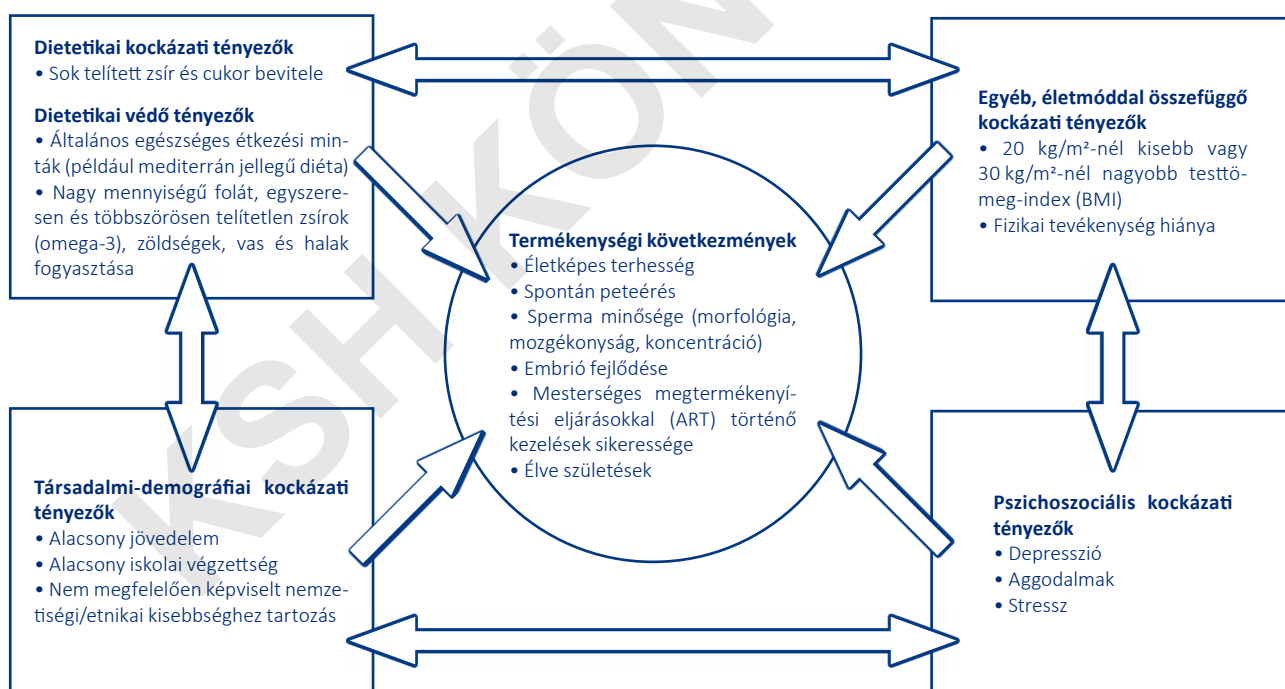 Dietetikai kockázati tényezők
• Sok telített zsír és cukor bevitele
Dietetikai védő tényezők
• Általános egészséges étkezési min-
ták (például mediterrán jellegű diéta)
• Nagy mennyiségű folát, egyszere-
sen és többszörösen telítetlen zsírok
(omega-3), zöldségek, vas és halak
fogyasztása
Egyéb, életmóddal összefüggő
kockázati tényezők
• 20 kg/m²-nél kisebb vagy
30 kg/m²-nél nagyobb testtö-
meg-index (BMI)
• Fizikai tevékenység hiánya
Termékenységi következmények
• Életképes terhesség
• Spontán peteérés
• Sperma minősége (morfológia,
mozgékonyság, koncentráció)
• Embrió fejlődése
• Mesterséges megtermékenyí-
tési eljárásokkal (ART) történő
kezelések sikeressége
• Élve születések
Társadalmi-demográfiai kockázati
tényezők
• Alacsony jövedelem
• Alacsony iskolai végzettség
• Nem megfelelően képviselt nemze-
tiségi/etnikai kisebbséghez tartozás
Pszichoszociális kockázati
tényezők
• Depresszió
• Aggodalmak
• Stressz
KSH KÖN